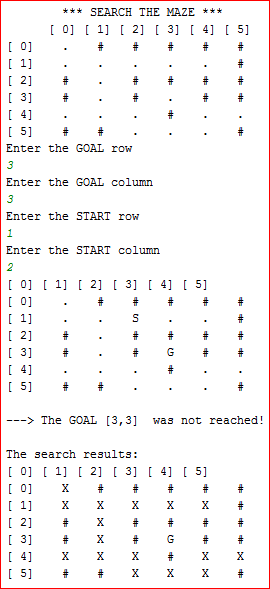 *** SEARCH THE MAZE ***
[ 0] [ 1] [ 2] [ 3] [ 4] [ 5]
[ 0] . # # # # #
[ 1] . . . . . #
[ 2] # . # # # #
[ 3] # . # . # #
[ 4] . . . # . .
[ 5] # # . . . #
Enter the GOAL row
3
Enter the GOAL column
3
Enter the START row
1
Enter the START column
2
[ 0] [ 1] [ 2] [ 3] [ 4] [ 5]
[ 0] . # # # # #
[ 1] . . S . . #
[ 2] # . # # # #
[ 3] # . # G # #
[ 4] . . . # . .
[ 5] # # . . . #
---> The GOAL [3,3] was not reached!
The search results:
[ 0] [ 1] [ 2] [ 3] [ 4] [ 5]
[ 0] X # # # # #
[ 1] X X X X X #
[ 2] # X # # # #
[ 3] # X # G # #
[ 4] X X X # X X
[ 5] # # X X X #